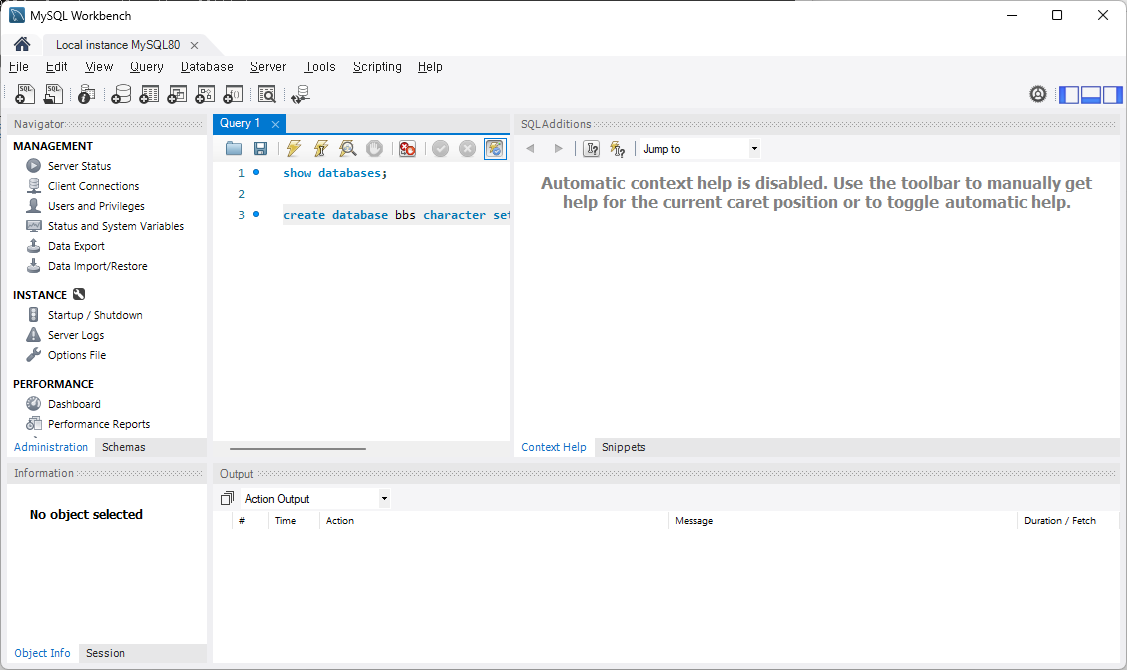 MySQL Workbench
Local instance MySQL80
File Edit View Query Database Server Tools Scripting Help
Navigator
MANAGEMENT
Server Status
Client Connections
Users and Privileges
Status and System Variables
Data Export
Data Import/Restore
INSTANCE
Startup / Shutdown
Server Logs
Options File
PERFORMANCE
Dashboard
Performance Reports
Administration Schemas
Query 1
1 show databases;
2
3 create database bbs character set
SQLAdditions
Jump to
Automatic context help is disabled. Use the toolbar to manually get
help for the current caret position or to toggle automatic help.
Context Help Snippets
Information
No object selected
Object Info Session
Output
Action Output
# Time Action Message Duration / Fetch